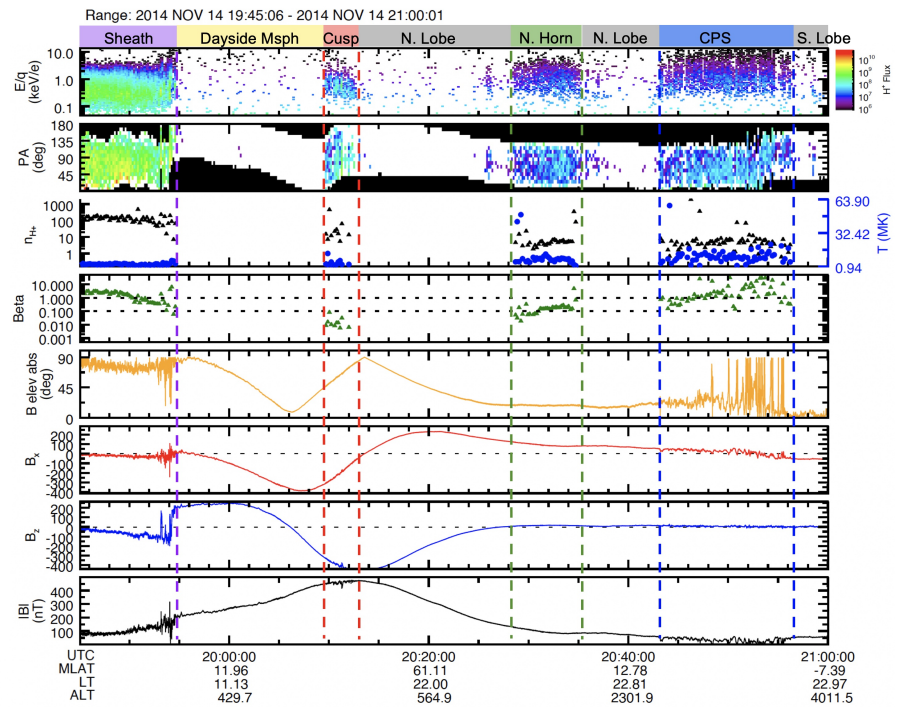 Range: 2014 NOV 14 19:45:06 - 2014 NOV 14 21:00:01
Sheath Dayside Msph Cusp N. Lobe N. Horn N. Lobe CPS S. Lobe
E/q
(keV/e)
10.0
1.0
0.1
10¹⁰
10⁹
10⁸
10⁷
10⁶
H⁺ Flux
PA
(deg)
180
135
90
45
nH+
1000
100
10
1
63.90
32.42
0.94
T (MK)
Beta
10.000
1.000
0.100
0.010
0.001
B elev abs
(deg)
90
45
0
Bx
200
100
0
-100
-200
-300
-400
Bz
200
100
0
-100
-200
-300
-400
|B|
(nT)
400
300
200
100
UTC 20:00:00 20:20:00 20:40:00 21:00:00
MLAT 11.96 61.11 12.78 -7.39
LT 11.13 22.00 22.81 22.97
ALT 429.7 564.9 2301.9 4011.5